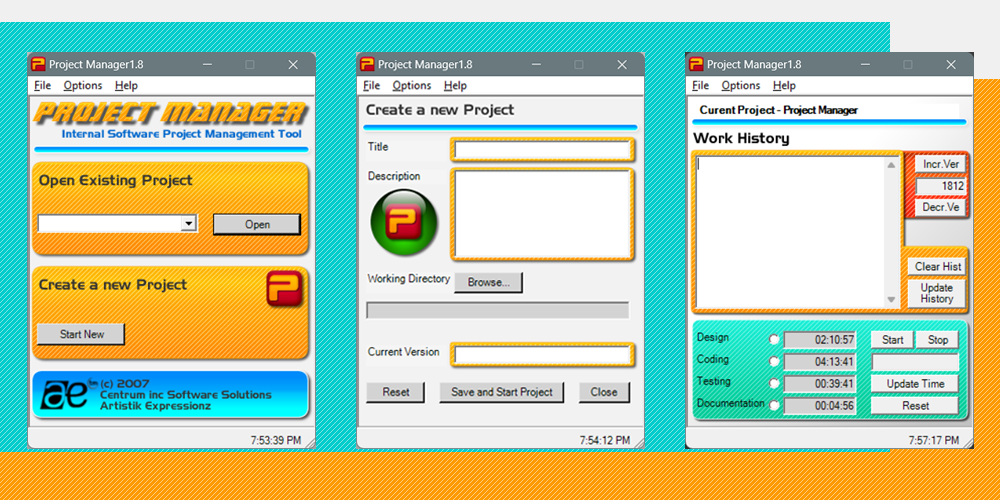 Project Manager1.8
File Options Help
PROJECT MANAGER
Internal Software Project Management Tool
Open Existing Project
Open
Create a new Project
P
Start New
ae
(c) 2007
Centrum inc Software Solutions
Artistik Expressionz
7:53:39 PM
Project Manager1.8
File Options Help
Create a new Project
Title
Description
P
Working Directory
Browse...
Current Version
Reset
Save and Start Project
Close
7:54:12 PM
Project Manager1.8
File Options Help
Curent Project - Project Manager
Work History
Incr.Ver
1812
Decr.Ve
Clear Hist
Update
History
Design
02:10:57
Start
Stop
Coding
04:13:41
Testing
00:39:41
Update Time
Documentation
00:04:56
Reset
7:57:17 PM